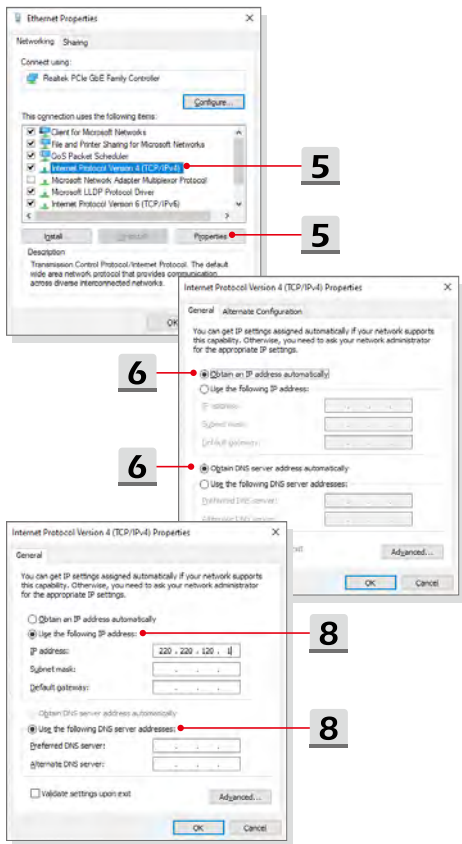 Ethernet Properties
Networking Sharing
Connect using:
Realtek PCIe GbE Family Controller
Configure...
This connection uses the following items:
Client for Microsoft Networks
File and Printer Sharing for Microsoft Networks
QoS Packet Scheduler
Internet Protocol Version 4 (TCP/IPv4)
5
Microsoft Network Adapter Multiplexor Protocol
Microsoft LLDP Protocol Driver
Internet Protocol Version 6 (TCP/IPv6)
Install... Uninstall Properties
5
Description
Transmission Control Protocol/Internet Protocol. The default
wide area network protocol that provides communication
across diverse interconnected networks.
OK
Internet Protocol Version 4 (TCP/IPv4) Properties
General Alternate Configuration
You can get IP settings assigned automatically if your network supports
this capability. Otherwise, you need to ask your network administrator
for the appropriate IP settings.
6
Obtain an IP address automatically
Use the following IP address:
IP address:
Subnet mask:
Default gateway:
6
Obtain DNS server address automatically
Use the following DNS server addresses:
Preferred DNS server:
Alternate DNS server:
exit
Advanced...
OK Cancel
Internet Protocol Version 4 (TCP/IPv4) Properties
General
You can get IP settings assigned automatically if your network supports
this capability. Otherwise, you need to ask your network administrator
for the appropriate IP settings.
Obtain an IP address automatically
Use the following IP address:
8
IP address: 220 . 220 . 120 . 1
Subnet mask: . . .
Default gateway: . . .
Obtain DNS server address automatically
Use the following DNS server addresses:
8
Preferred DNS server: . . .
Alternate DNS server: . . .
Validate settings upon exit
Advanced...
OK Cancel